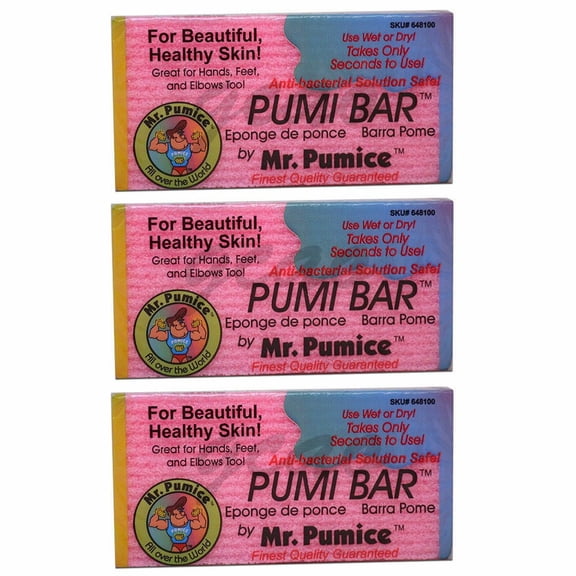 SKU# 648100
For Beautiful,
Healthy Skin!
Great for Hands, Feet,
and Elbows Too!
Use Wet or Dry!
Takes Only
Seconds to Use!
Anti-bacterial Solution Safe!
PUMI BAR™
Eponge de ponce Barra Pome
by Mr. Pumice™
Finest Quality Guaranteed
Mr. Pumice
PUMICE
All over the World
SKU# 648100
For Beautiful,
Healthy Skin!
Great for Hands, Feet,
and Elbows Too!
Use Wet or Dry!
Takes Only
Seconds to Use!
Anti-bacterial Solution Safe!
PUMI BAR™
Eponge de ponce Barra Pome
by Mr. Pumice™
Finest Quality Guaranteed
Mr. Pumice
PUMICE
All over the World
SKU# 648100
For Beautiful,
Healthy Skin!
Great for Hands, Feet,
and Elbows Too!
Use Wet or Dry!
Takes Only
Seconds to Use!
Anti-bacterial Solution Safe!
PUMI BAR™
Eponge de ponce Barra Pome
by Mr. Pumice™
Finest Quality Guaranteed
Mr. Pumice
PUMICE
All over the World